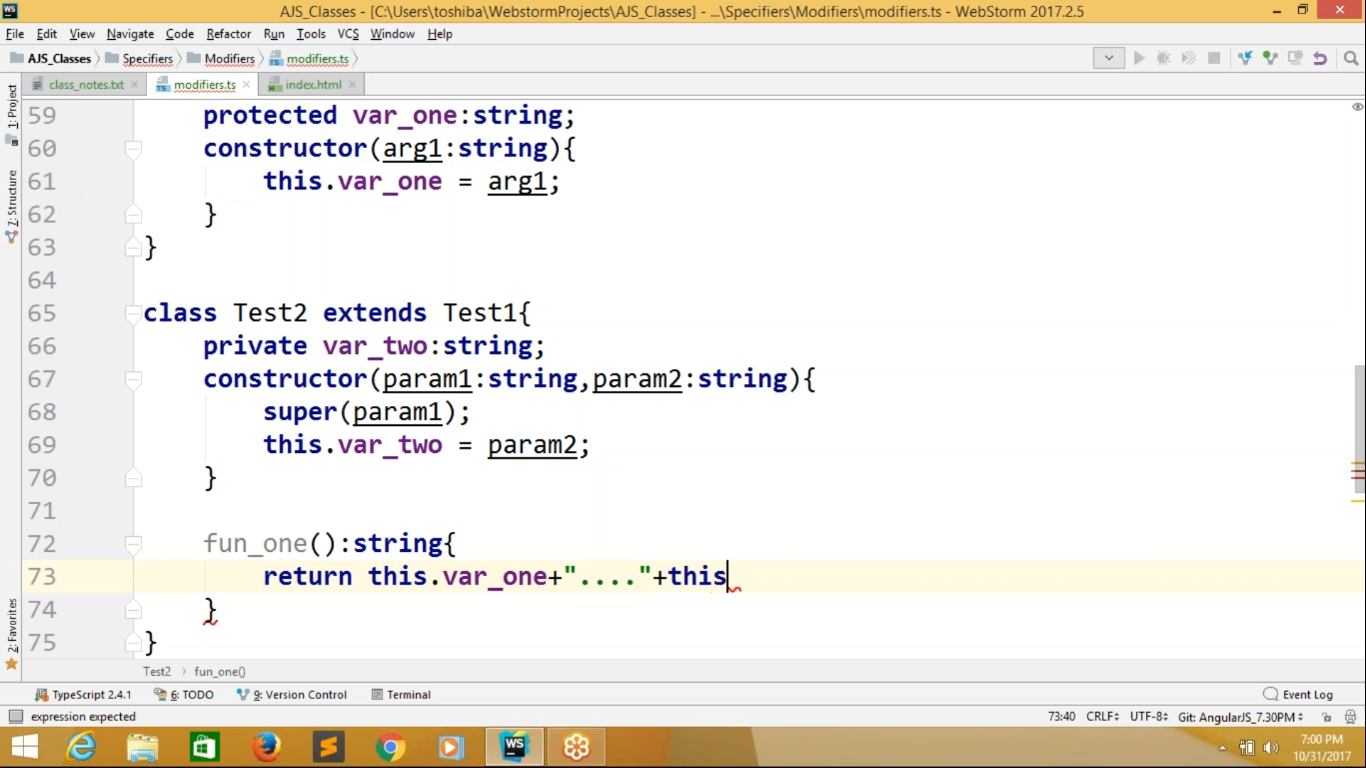 AJS_Classes - [C:\Users\toshiba\WebstormProjects\AJS_Classes] - ...\Specifiers\Modifiers\modifiers.ts - WebStorm 2017.2.5
File Edit View Navigate Code Refactor Run Tools VCS Window Help
AJS_Classes Specifiers Modifiers modifiers.ts
class_notes.txt modifiers.ts index.html
1: Project
7: Structure
2: Favorites
59 protected var_one:string;
60 constructor(arg1:string){
61 this.var_one = arg1;
62 }
63 }
64
65 class Test2 extends Test1{
66 private var_two:string;
67 constructor(param1:string,param2:string){
68 super(param1);
69 this.var_two = param2;
70 }
71
72 fun_one():string{
73 return this.var_one+"...."+this
74 }
75 }
Test2 fun_one()
TypeScript 2.4.1 6: TODO 9: Version Control Terminal Event Log
expression expected 73:40 CRLF UTF-8 Git: AngularJS_7.30PM
7:00 PM
10/31/2017